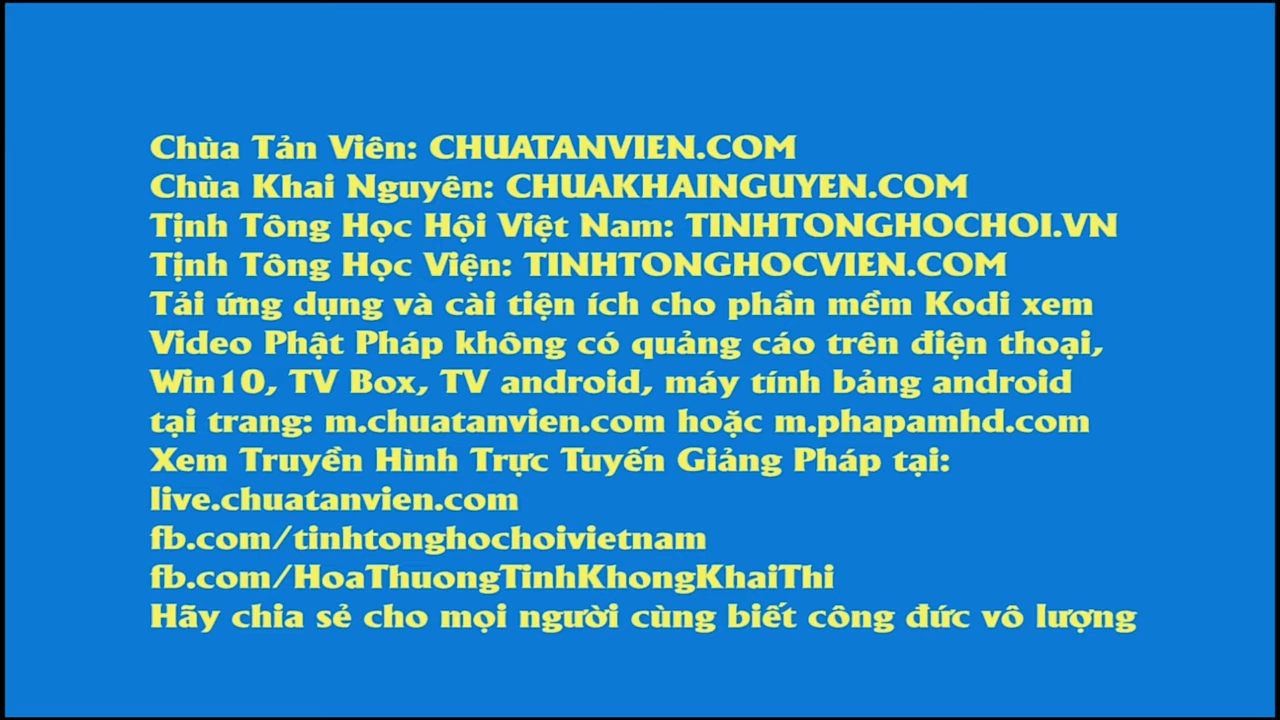 Chùa Tản Viên: CHUATANVIEN.COM
Chùa Khai Nguyên: CHUAKHAINGUYEN.COM
Tịnh Tông Học Hội Việt Nam: TINHTONGHOCHOI.VN
Tịnh Tông Học Viện: TINHTONGHOCVIEN.COM
Tải ứng dụng và cài tiện ích cho phần mềm Kodi xem
Video Phật Pháp không có quảng cáo trên điện thoại,
Win10, TV Box, TV android, máy tính bảng android
tại trang: m.chuatanvien.com hoặc m.phapamhd.com
Xem Truyền Hình Trực Tuyến Giảng Pháp tại:
live.chuatanvien.com
fb.com/tinhtonghochoivietnam
fb.com/HoaThuongTinhKhongKhaiThi
Hãy chia sẻ cho mọi người cùng biết công đức vô lượng